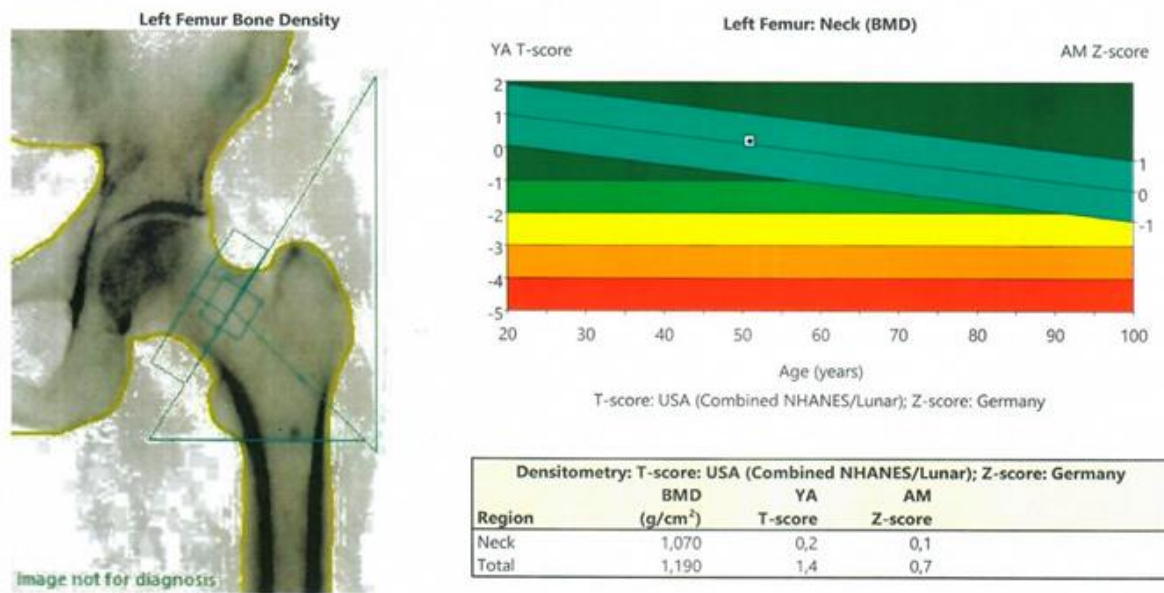 Left Femur Bone Density
Image not for diagnosis
Left Femur: Neck (BMD)
YA T-score AM Z-score
2
1
0
-1
-2
-3
-4
-5
1
0
-1
20 30 40 50 60 70 80 90 100
Age (years)
T-score: USA (Combined NHANES/Lunar); Z-score: Germany
Densitometry: T-score: USA (Combined NHANES/Lunar); Z-score: Germany
BMD YA AM
Region (g/cm²) T-score Z-score
Neck 1,070 0,2 0,1
Total 1,190 1,4 0,7